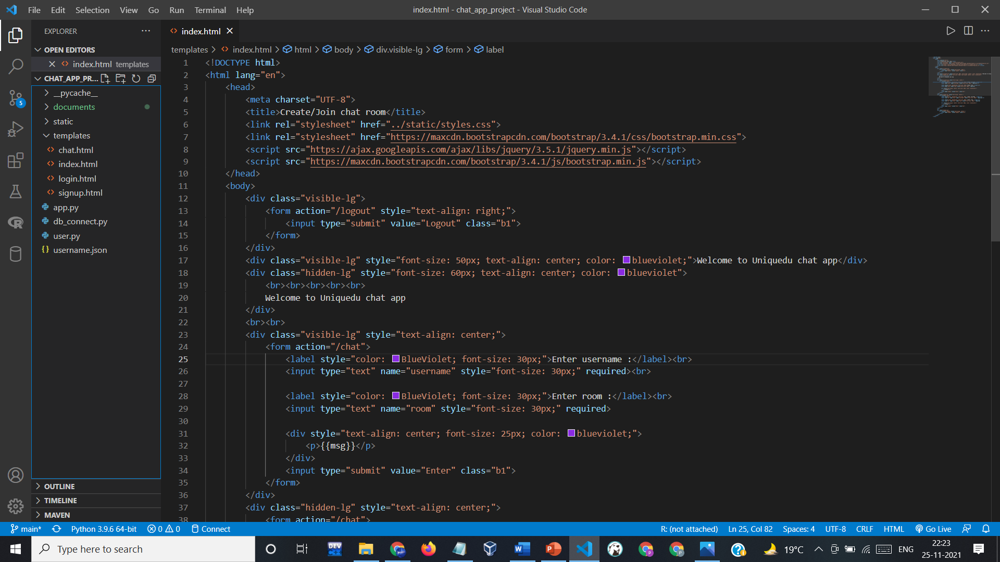 File Edit Selection View Go Run Terminal Help
index.html - chat_app_project - Visual Studio Code
EXPLORER
OPEN EDITORS
index.html templates
CHAT_APP_PR...
__pycache__
documents
static
templates
chat.html
index.html
login.html
signup.html
app.py
db_connect.py
user.py
{} username.json
OUTLINE
TIMELINE
MAVEN
5
index.html
templates > index.html > html > body > div.visible-lg > form > label
1 <!DOCTYPE html>
2 <html lang="en">
3 <head>
4 <meta charset="UTF-8">
5 <title>Create/Join chat room</title>
6 <link rel="stylesheet" href="../static/styles.css">
7 <link rel="stylesheet" href="https://maxcdn.bootstrapcdn.com/bootstrap/3.4.1/css/bootstrap.min.css">
8 <script src="https://ajax.googleapis.com/ajax/libs/jquery/3.5.1/jquery.min.js"></script>
9 <script src="https://maxcdn.bootstrapcdn.com/bootstrap/3.4.1/js/bootstrap.min.js"></script>
10 </head>
11 <body>
12 <div class="visible-lg">
13 <form action="/logout" style="text-align: right;">
14 <input type="submit" value="Logout" class="b1">
15 </form>
16 </div>
17 <div class="visible-lg" style="font-size: 50px; text-align: center; color: blueviolet;">Welcome to Uniquedu chat app</div>
18 <div class="hidden-lg" style="font-size: 60px; text-align: center; color: blueviolet">
19 <br><br><br><br><br>
20 Welcome to Uniquedu chat app
21 </div>
22 <br><br>
23 <div class="visible-lg" style="text-align: center;">
24 <form action="/chat">
25 <label style="color: BlueViolet; font-size: 30px;">Enter username :</label><br>
26 <input type="text" name="username" style="font-size: 30px;" required><br>
27
28 <label style="color: BlueViolet; font-size: 30px;">Enter room :</label><br>
29 <input type="text" name="room" style="font-size: 30px;" required>
30
31 <div style="text-align: center; font-size: 25px; color: blueviolet;">
32 <p>{{msg}}</p>
33 </div>
34 <input type="submit" value="Enter" class="b1">
35 </form>
36 </div>
37 <div class="hidden-lg" style="text-align: center;">
38 <form action="/chat">
main* Python 3.9.6 64-bit 0 0 Connect
R: (not attached) Ln 25, Col 82 Spaces: 4 UTF-8 CRLF HTML Go Live
Type here to search
DEV
19°C
ENG
22:23
25-11-2021